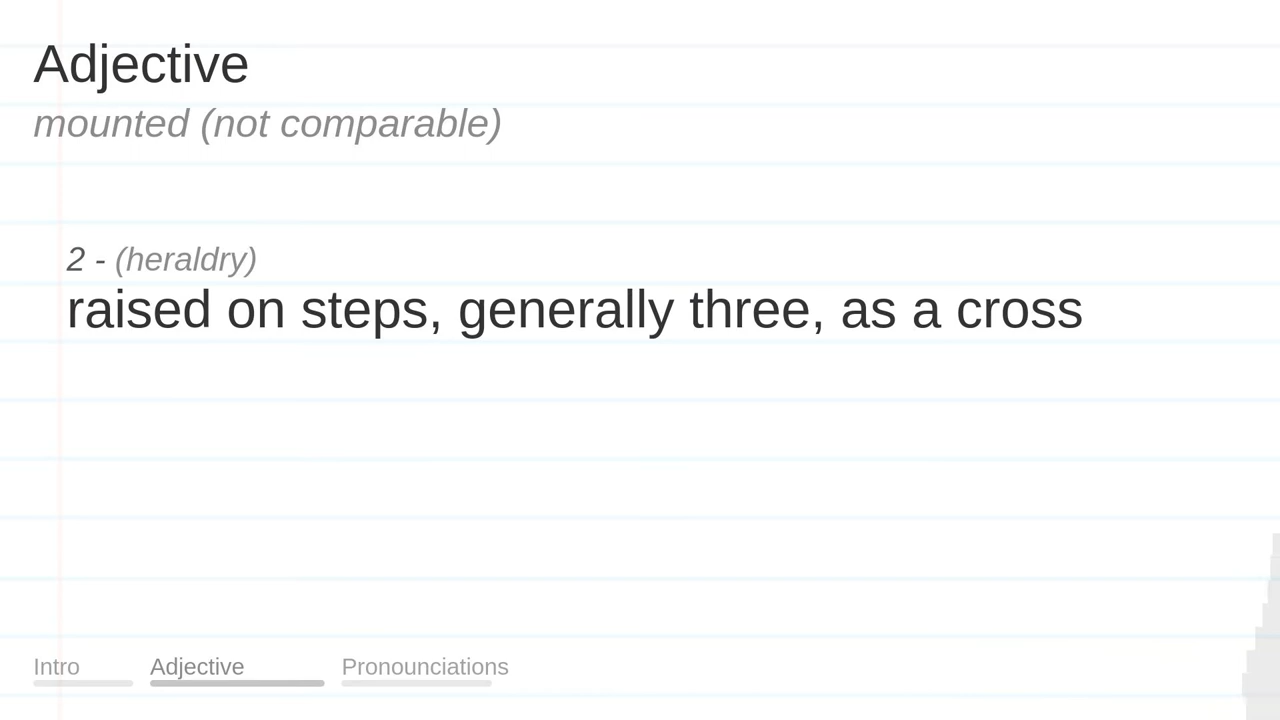 Adjective
mounted (not comparable)
2 - (heraldry)
raised on steps, generally three, as a cross
Intro
Adjective
Pronounciations